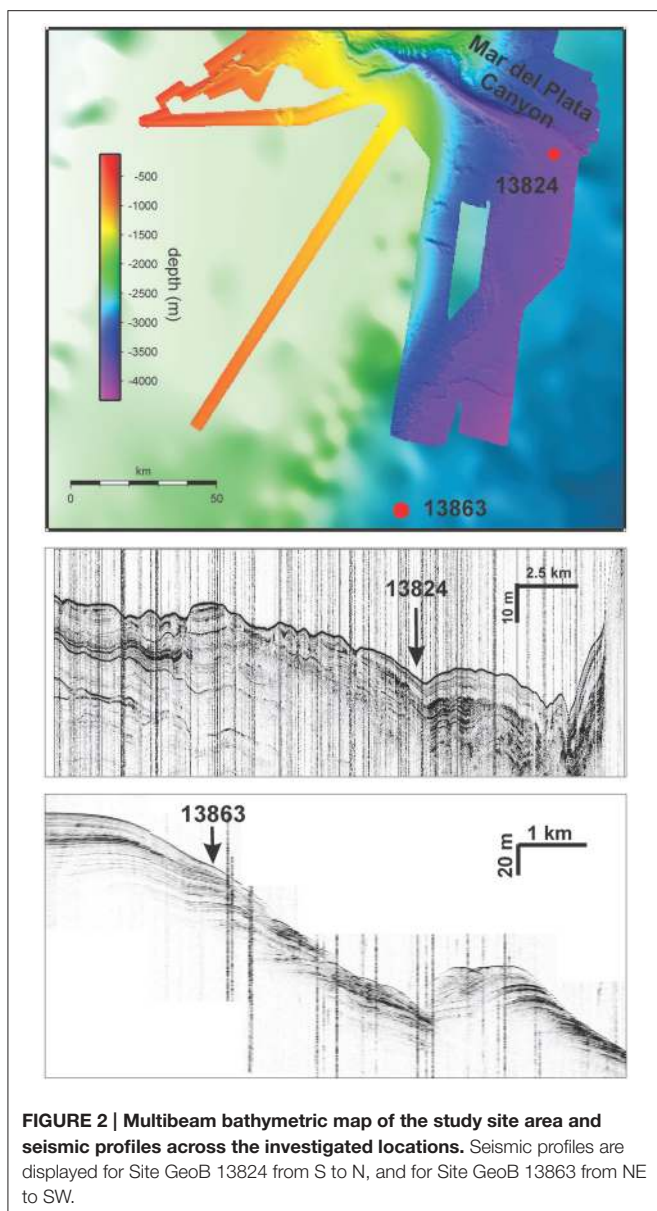 Mar del Plata
Canyon
13824
-500
-1000
-1500
-2000
-2500
-3000
-3500
-4000
depth (m)
km
0 50
13863
13824
2.5 km
10 m
13863
1 km
20 m
FIGURE 2 | Multibeam bathymetric map of the study site area and
seismic profiles across the investigated locations. Seismic profiles are
displayed for Site GeoB 13824 from S to N, and for Site GeoB 13863 from NE
to SW.